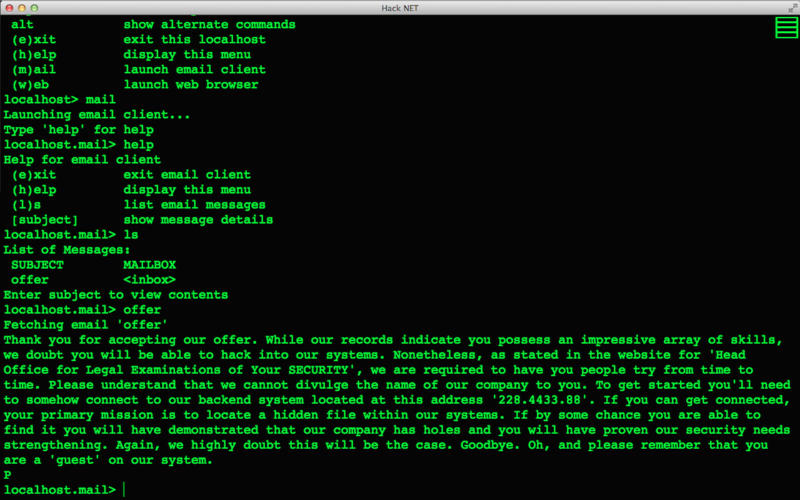 Hack NET
alt show alternate commands
(e)xit exit this localhost
(h)elp display this menu
(m)ail launch email client
(w)eb launch web browser
localhost> mail
Launching email client...
Type 'help' for help
localhost.mail> help
Help for email client
(e)xit exit email client
(h)elp display this menu
(l)s list email messages
[subject] show message details
localhost.mail> ls
List of Messages:
SUBJECT MAILBOX
offer <inbox>
Enter subject to view contents
localhost.mail> offer
Fetching email 'offer'
Thank you for accepting our offer. While our records indicate you possess an impressive array of skills,
we doubt you will be able to hack into our systems. Nonetheless, as stated in the website for 'Head
Office for Legal Examinations of Your SECURITY', we are required to have you people try from time to
time. Please understand that we cannot divulge the name of our company to you. To get started you'll need
to somehow connect to our backend system located at this address '228.4433.88'. If you can get connected,
your primary mission is to locate a hidden file within our systems. If by some chance you are able to
find it you will have demonstrated that our company has holes and you will have proven our security needs
strengthening. Again, we highly doubt this will be the case. Goodbye. Oh, and please remember that you
are a 'guest' on our system.
P
localhost.mail>